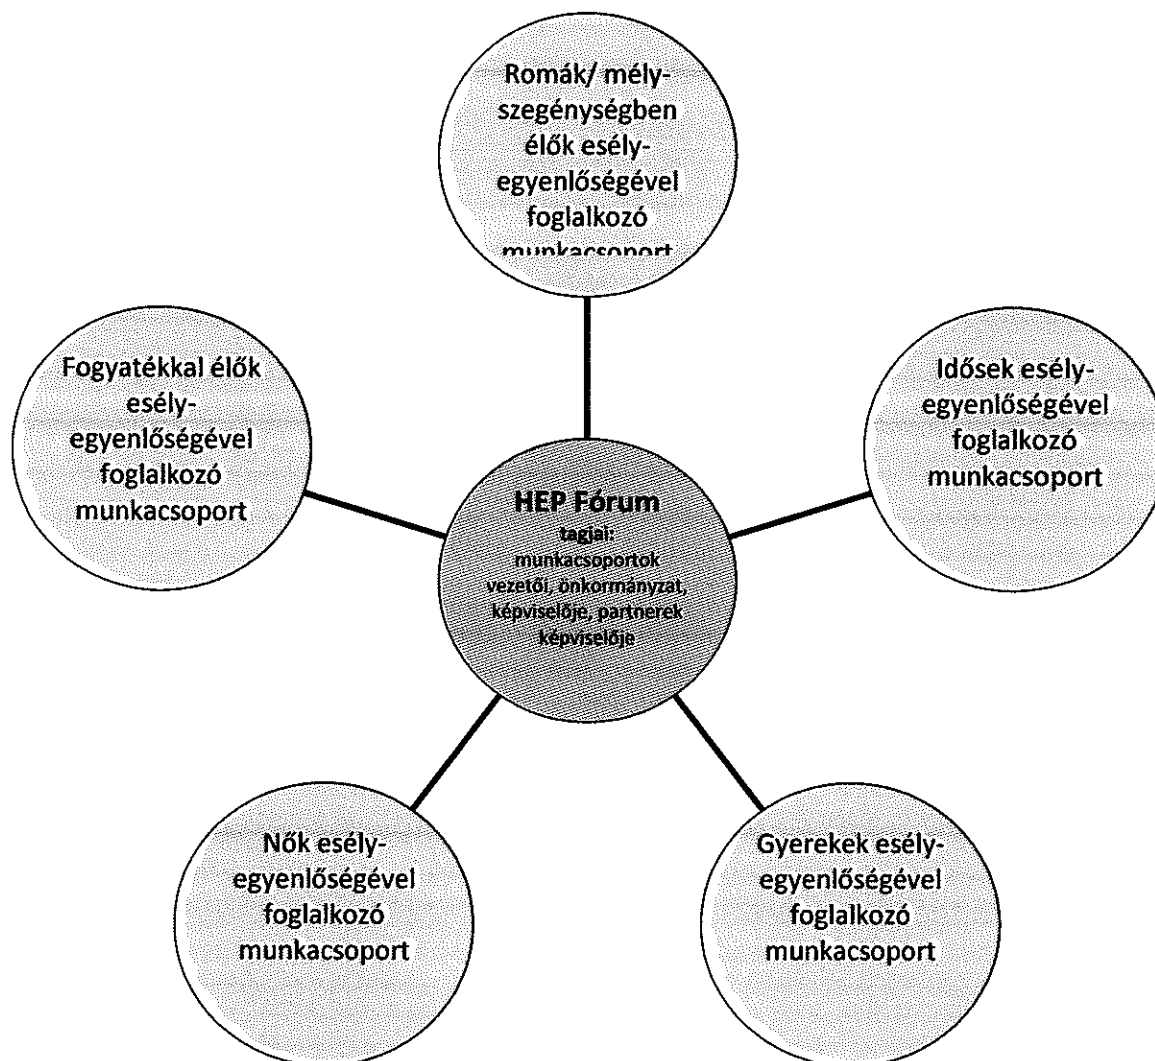 Romák/ mély-
szegénységben
élők esély-
egyenlőségével
foglalkozó
munkacsoport
Fogyatékkal élők
esély-
egyenlőségével
foglalkozó
munkacsoport
Idősek esély-
egyenlőségével
foglalkozó
munkacsoport
HEP Fórum
tagjai:
munkacsoportok
vezetői, önkormányzat,
képviselője, partnerek
képviselője
Nők esély-
egyenlőségével
foglalkozó
munkacsoport
Gyerekek esély-
egyenlőségével
foglalkozó
munkacsoport